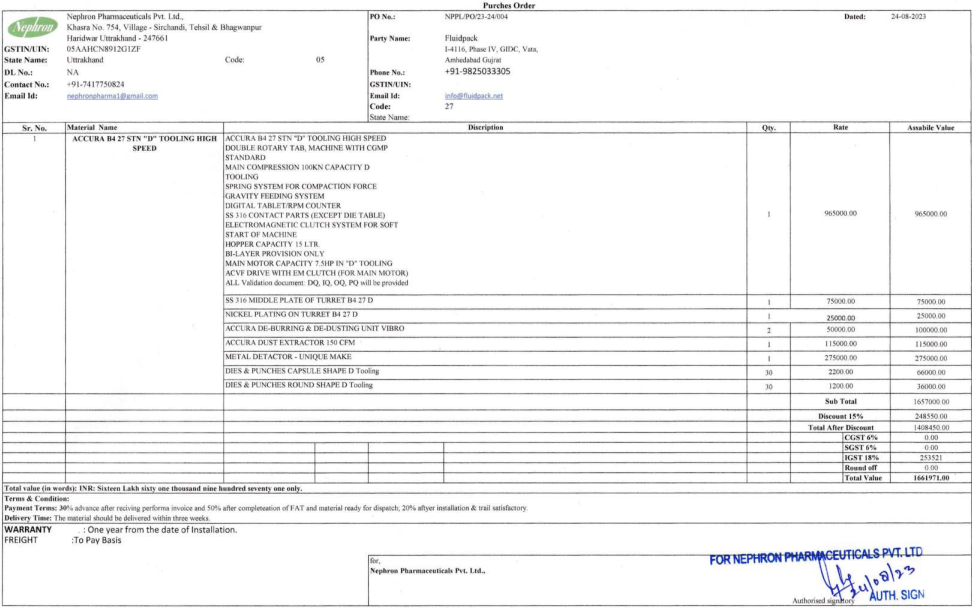 Purches Order
Nephron
Nephron Pharmaceuticals Pvt. Ltd.,
Khasra No. 754, Village - Sirchandi, Tehsil & Bhagwanpur
Haridwar Uttrakhand - 247661
GSTIN/UIN: 05AAHCN8912G1ZF
State Name: Uttrakhand Code: 05
DL No.: NA
Contact No.: +91-7417750824
Email Id: nephronpharma1@gmail.com
PO No.: NPPL/PO/23-24/004 Dated: 24-08-2023
Party Name: Fluidpack
I-4116, Phase IV, GIDC, Vata,
Amhedabad Gujrat
Phone No.: +91-9825033305
GSTIN/UIN:
Email Id: info@fluidpack.net
Code: 27
State Name:
Sr. No. Material Name Discription Qty. Rate Assabile Value
1 ACCURA B4 27 STN "D" TOOLING HIGH SPEED
ACCURA B4 27 STN "D" TOOLING HIGH SPEED
DOUBLE ROTARY TAB, MACHINE WITH CGMP
STANDARD
MAIN COMPRESSION 100KN CAPACITY D
TOOLING
SPRING SYSTEM FOR COMPACTION FORCE
GRAVITY FEEDING SYSTEM
DIGITAL TABLET/RPM COUNTER
SS 316 CONTACT PARTS (EXCEPT DIE TABLE)
ELECTROMAGNETIC CLUTCH SYSTEM FOR SOFT
START OF MACHINE
HOPPER CAPACITY 15 LTR.
BI-LAYER PROVISION ONLY
MAIN MOTOR CAPACITY 7.5HP IN "D" TOOLING
ACVF DRIVE WITH EM CLUTCH (FOR MAIN MOTOR)
ALL Validation document: DQ, IQ, OQ, PQ will be provided
1 965000.00 965000.00
SS 316 MIDDLE PLATE OF TURRET B4 27 D 1 75000.00 75000.00
NICKEL PLATING ON TURRET B4 27 D 1 25000.00 25000.00
ACCURA DE-BURRING & DE-DUSTING UNIT VIBRO 2 50000.00 100000.00
ACCURA DUST EXTRACTOR 150 CFM 1 115000.00 115000.00
METAL DETACTOR - UNIQUE MAKE 1 275000.00 275000.00
DIES & PUNCHES CAPSULE SHAPE D Tooling 30 2200.00 66000.00
DIES & PUNCHES ROUND SHAPE D Tooling 30 1200.00 36000.00
Sub Total 1657000.00
Discount 15% 248550.00
Total After Discount 1408450.00
CGST 6% 0.00
SGST 6% 0.00
IGST 18% 253521
Round off 0.00
Total Value 1661971.00
Total value (in words): INR: Sixteen Lakh sixty one thousand nine hundred seventy one only.
Terms & Condition:
Payment Terms: 30% advance after reciving performa invoice and 50% after completeation of FAT and material ready for dispatch; 20% aftyer installation & trail satisfactory.
Delivery Time: The material should be delivered within three weeks.
WARRANTY : One year from the date of Installation.
FREIGHT :To Pay Basis
for,
Nephron Pharmaceuticals Pvt. Ltd.,
FOR NEPHRON PHARMACEUTICALS PVT. LTD
24/08/23
Authorised signatory AUTH. SIGN